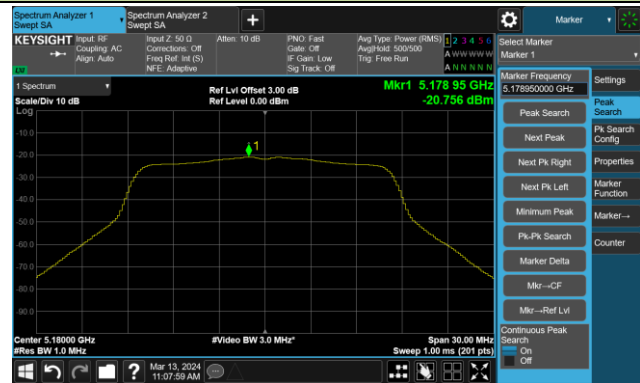 Spectrum Analyzer 1
Swept SA
Spectrum Analyzer 2
Swept SA
+
Marker
KEYSIGHT
Input: RF
Coupling: AC
Align: Auto
Input Z: 50 Ω
Corrections: Off
Freq Ref: Int (S)
NFE: Adaptive
Atten: 10 dB
PNO: Fast
Gate: Off
IF Gain: Low
Sig Track: Off
Avg Type: Power (RMS)
Avg|Hold: 500/500
Trig: Free Run
1 2 3 4 5 6
A W W W W W
A N N N N N
Select Marker
Marker 1
1 Spectrum
Scale/Div 10 dB
Ref Lvl Offset 3.00 dB
Ref Level 0.00 dBm
Mkr1 5.178 95 GHz
-20.756 dBm
Log
-10.0
-20.0
-30.0
-40.0
-50.0
-60.0
-70.0
-80.0
-90.0
1
Center 5.18000 GHz
#Res BW 1.0 MHz
#Video BW 3.0 MHz*
Span 30.00 MHz
Sweep 1.00 ms (201 pts)
Marker Frequency
5.178950000 GHz
Peak Search
Next Peak
Next Pk Right
Next Pk Left
Minimum Peak
Pk-Pk Search
Marker Delta
Mkr→CF
Mkr→Ref Lvl
Continuous Peak
Search
On
Off
Settings
Peak
Search
Pk Search
Config
Properties
Marker
Function
Marker→
Counter
?
Mar 13, 2024
11:07:59 AM